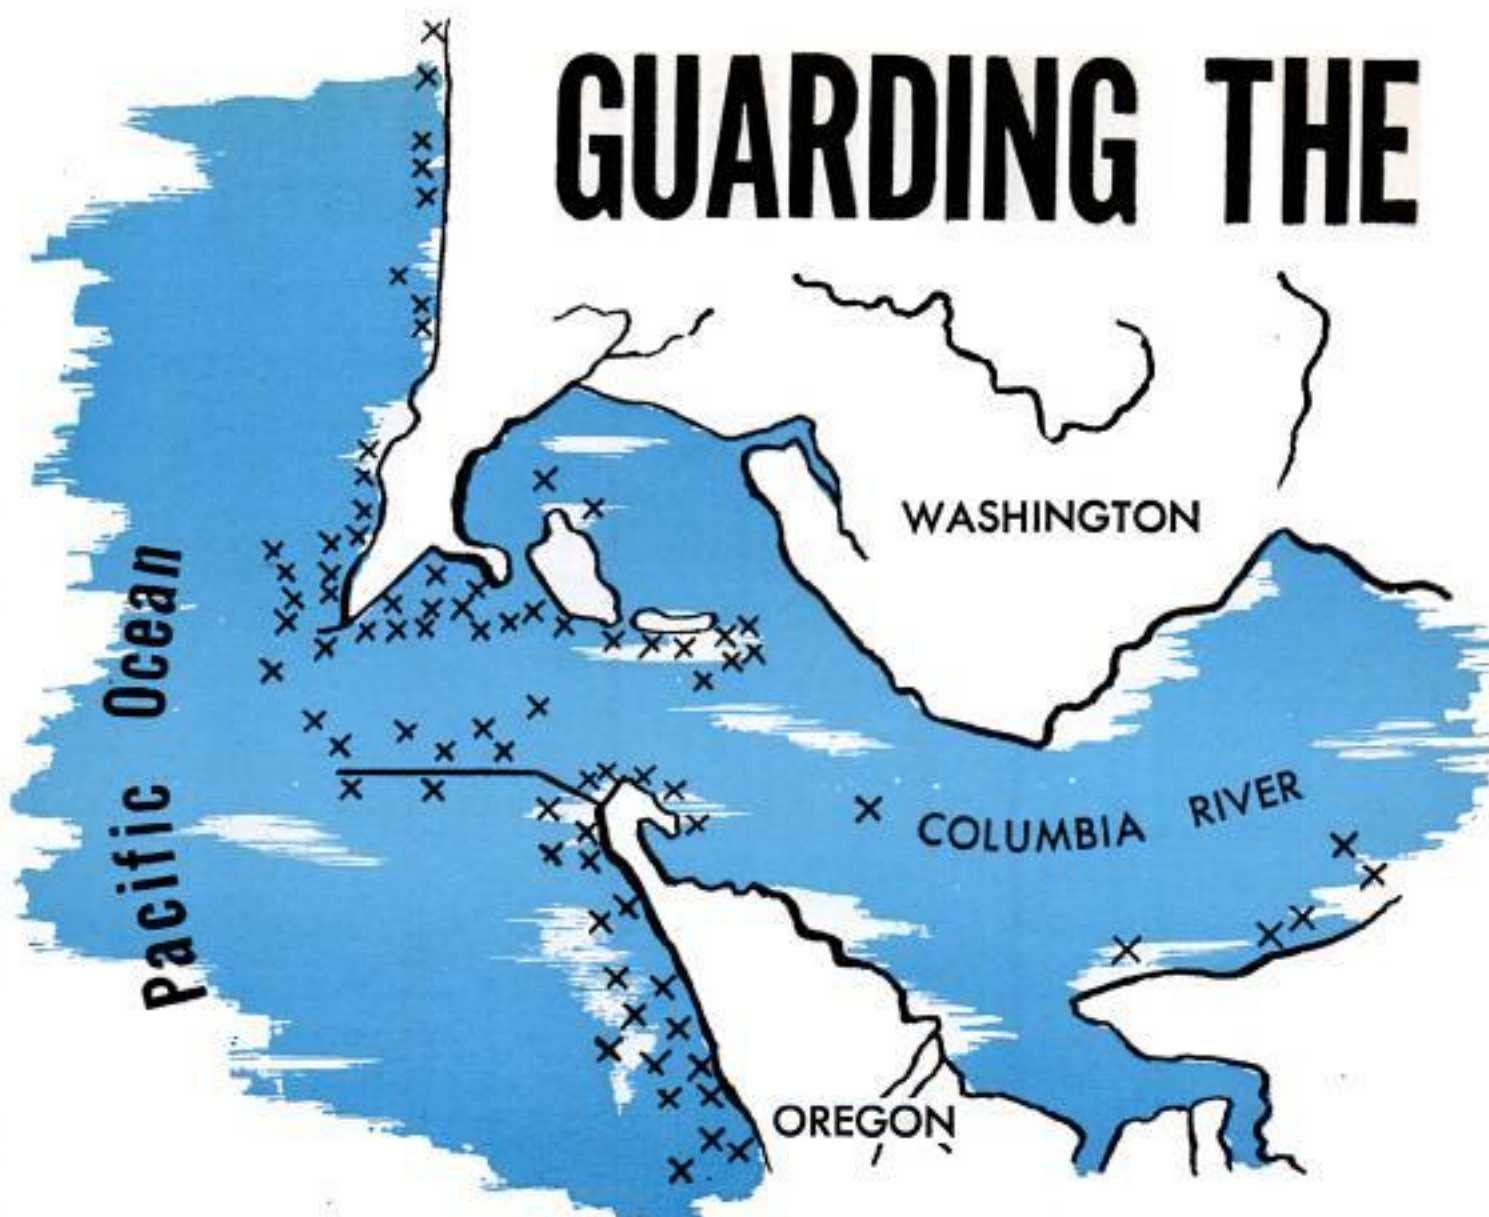 GUARDING THE
WASHINGTON
Pacific Ocean
COLUMBIA RIVER
OREGON